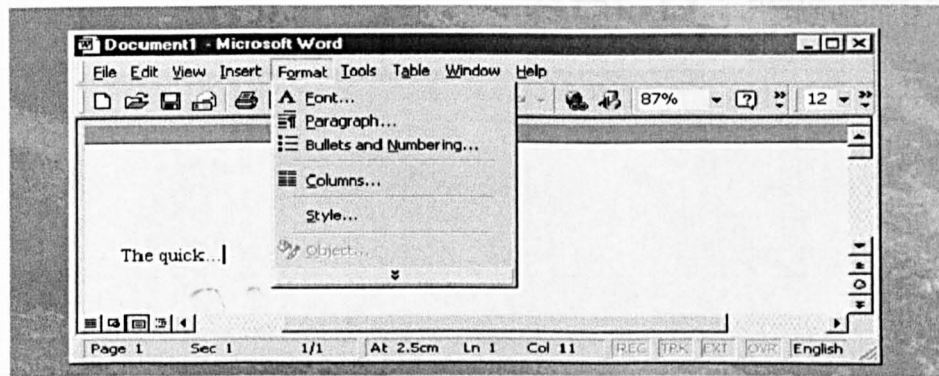 Document1 - Microsoft Word
File Edit View Insert Format Tools Table Window Help
87% 12
Font...
Paragraph...
Bullets and Numbering...
Columns...
Style...
Object...
The quick...
Page 1 Sec 1 1/1 At 2.5cm Ln 1 Col 11 REC TRK EXT OVR English